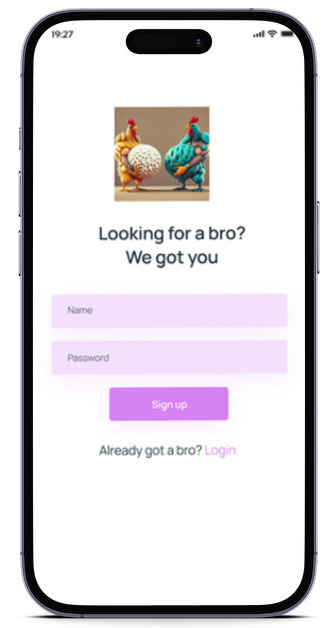 19:27
Looking for a bro?
We got you
Name
Password
Sign up
Already got a bro? Login